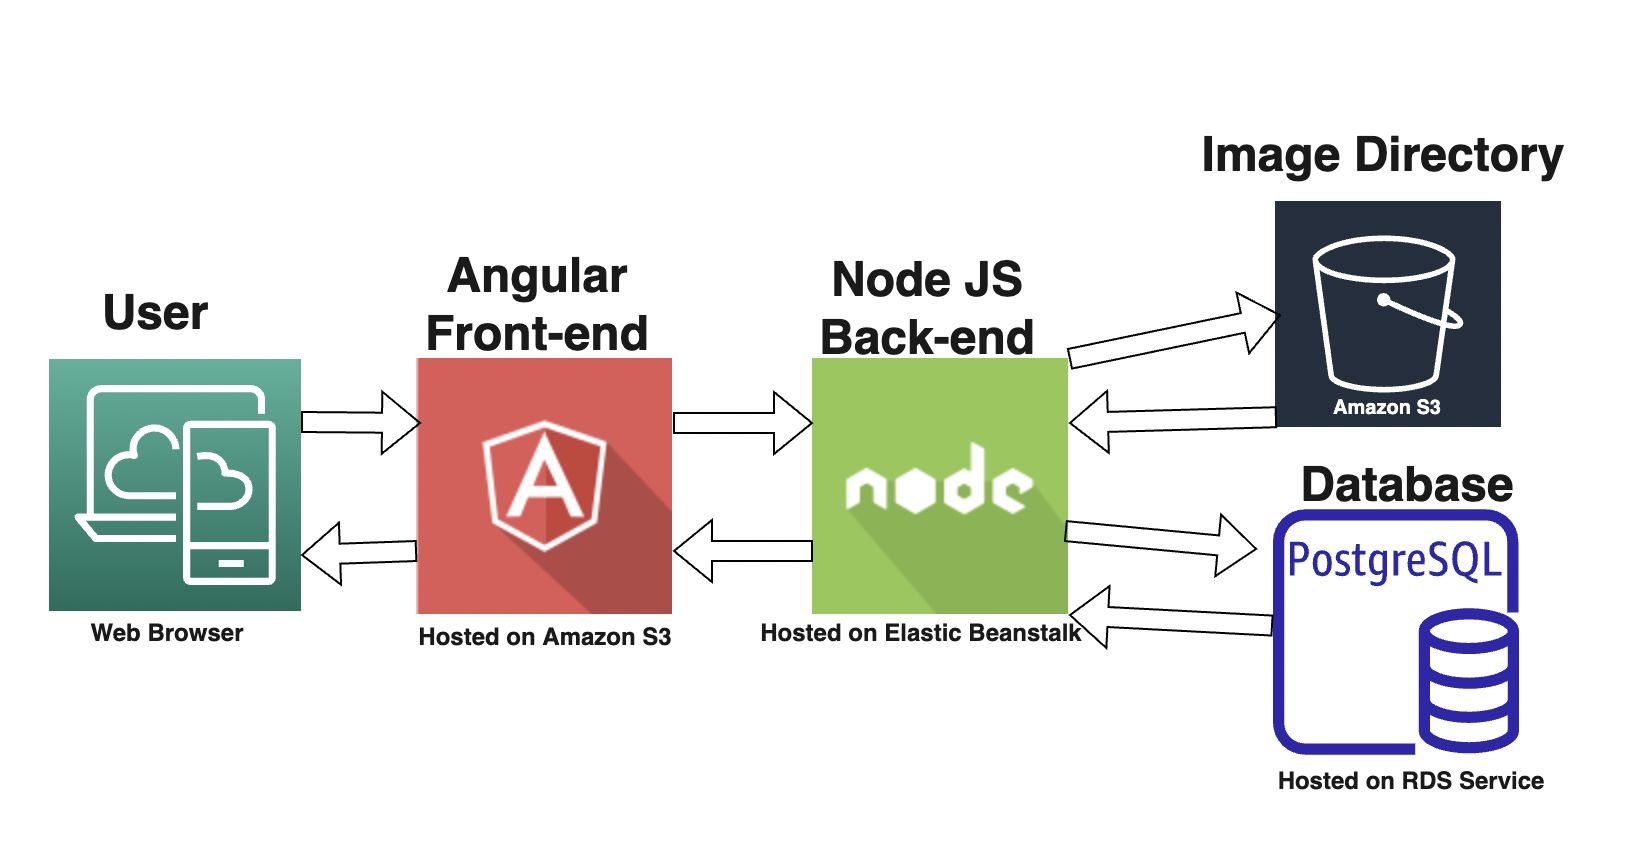 User
Web Browser
Angular
Front-end
Hosted on Amazon S3
Node JS
Back-end
node
Hosted on Elastic Beanstalk
Image Directory
Amazon S3
Database
PostgreSQL
Hosted on RDS Service